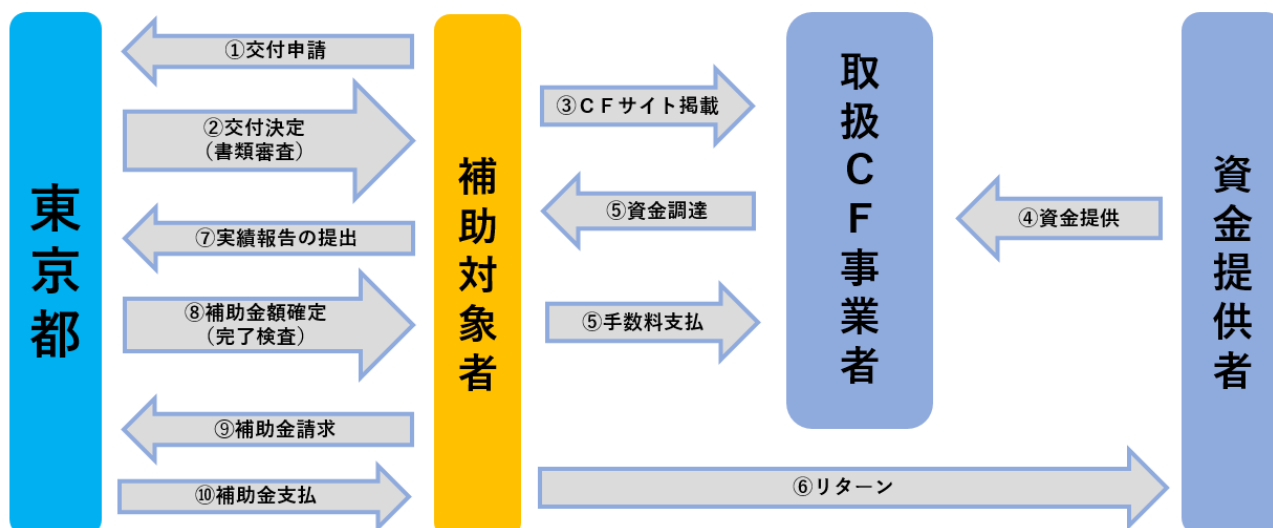 東京都
①交付申請
②交付決定
(書類審査)
⑦実績報告の提出
⑧補助金額確定
(完了検査)
⑨補助金請求
⑩補助金支払
補助対象者
③ＣＦサイト掲載
⑤資金調達
⑤手数料支払
取扱ＣＦ事業者
④資金提供
⑥リターン
資金提供者